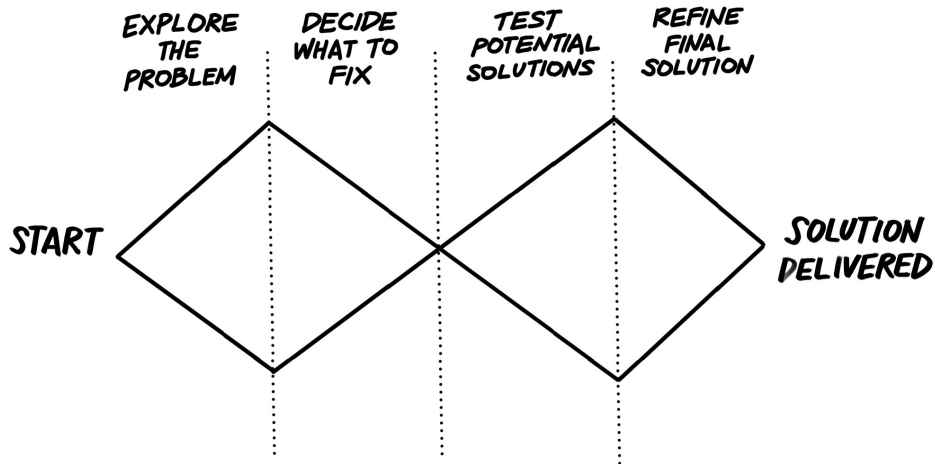 EXPLORE
THE
PROBLEM
DECIDE
WHAT TO
FIX
TEST
POTENTIAL
SOLUTIONS
REFINE
FINAL
SOLUTION
START
SOLUTION
DELIVERED